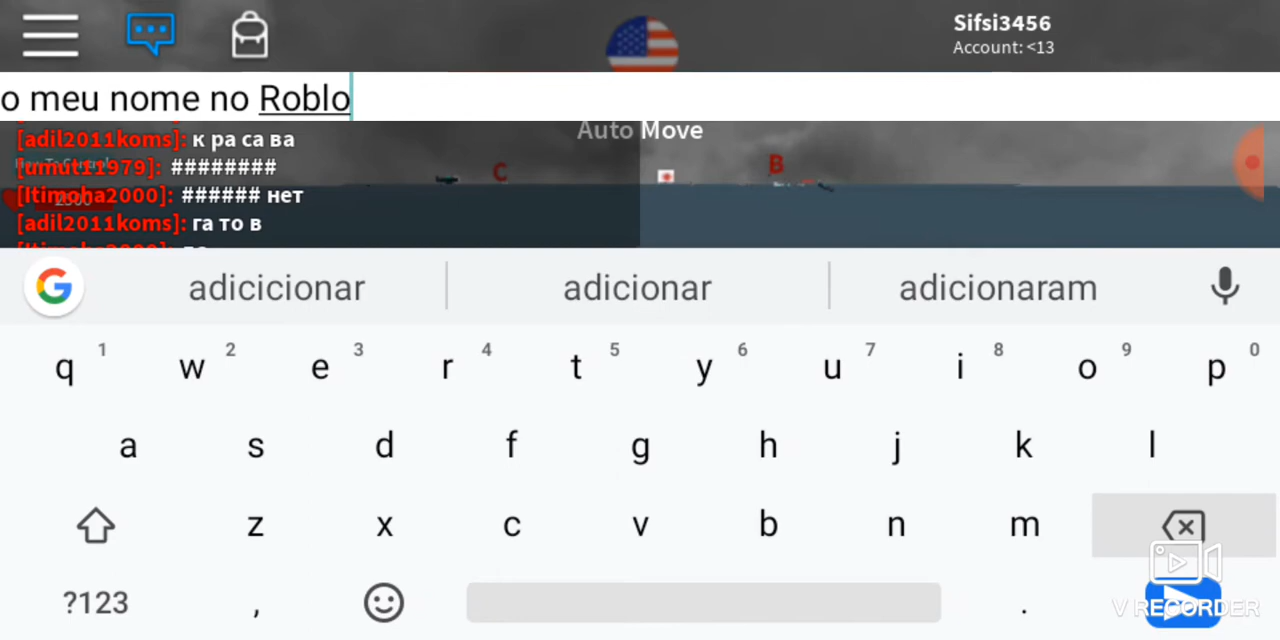 Sifsi3456
Account: <13
o meu nome no Roblo
Auto Move
[adil2011koms]: к ра са ва
[umut11979]: ########
[ltimoha2000]: ###### нет
2500
[adil2011koms]: га то в
C
B
adicicionar adicionar adicionaram
q 1 w 2 e 3 r 4 t 5 y 6 u 7 i 8 o 9 p 0
a s d f g h j k l
z x c v b n m
?123 , .
V RECORDER